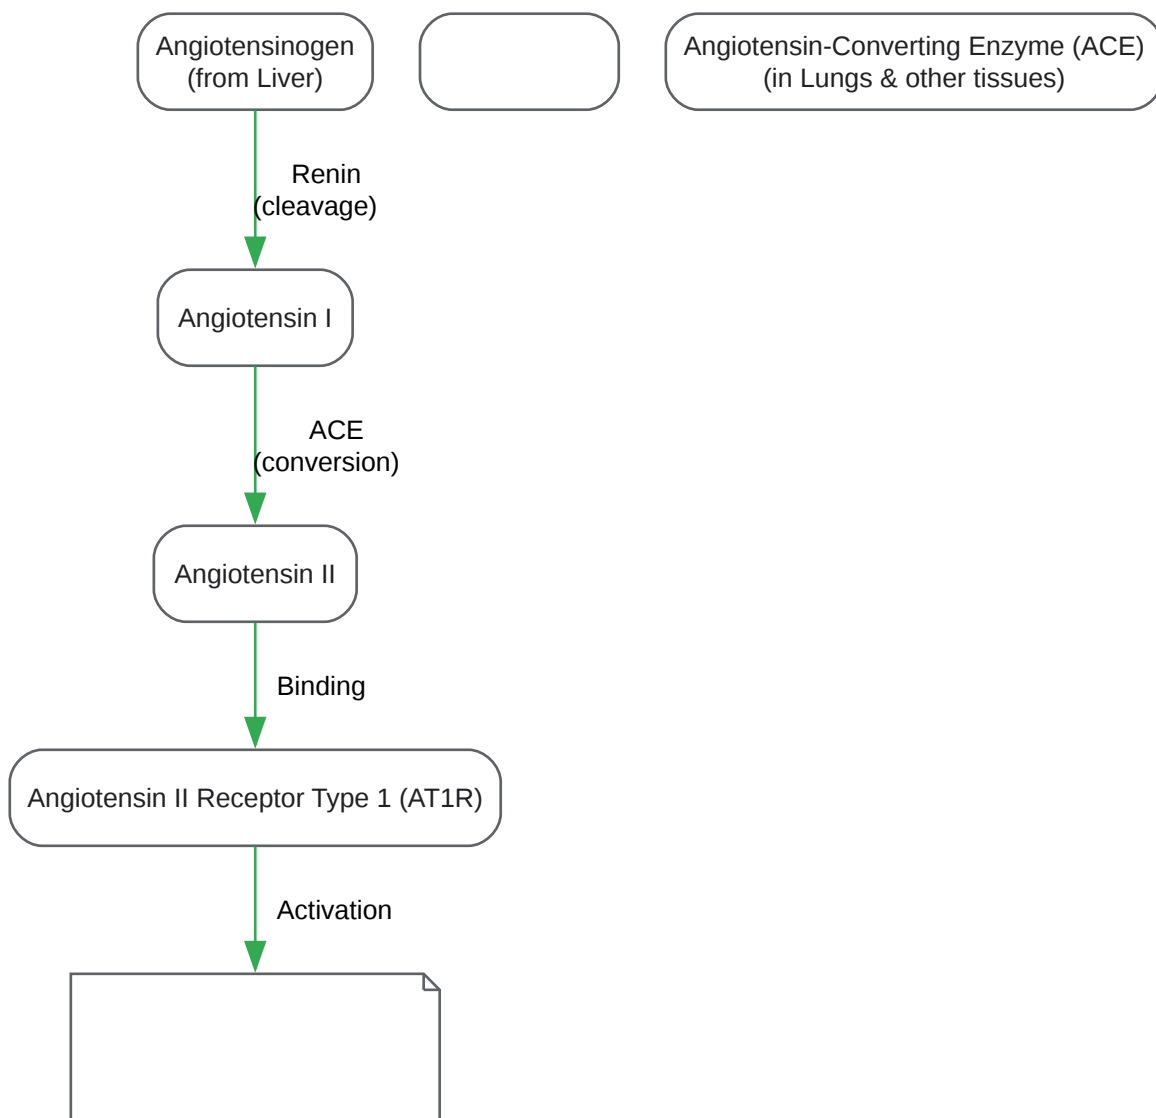 Angiotensinogen
(from Liver)
Angiotensin-Converting Enzyme (ACE)
(in Lungs & other tissues)
Renin
(cleavage)
Angiotensin I
ACE
(conversion)
Angiotensin II
Binding
Angiotensin II Receptor Type 1 (AT1R)
Activation